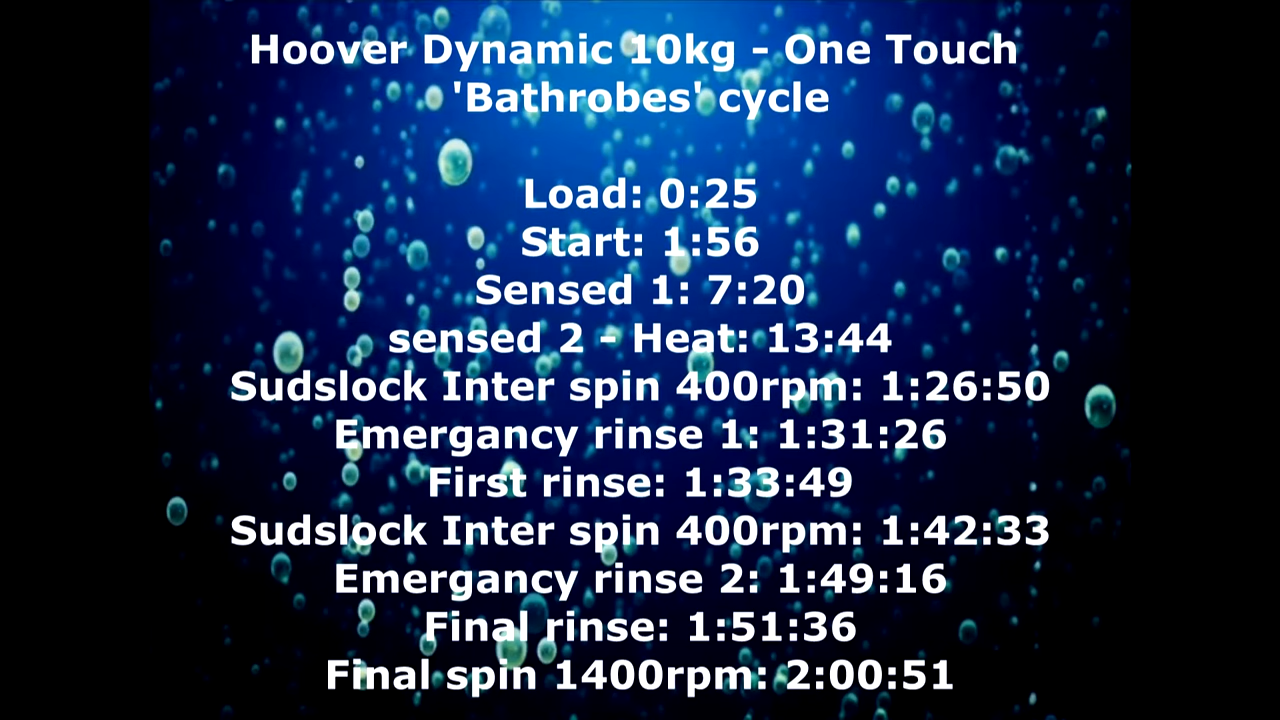 Hoover Dynamic 10kg - One Touch
'Bathrobes' cycle
Load: 0:25
Start: 1:56
Sensed 1: 7:20
sensed 2 - Heat: 13:44
Sudslock Inter spin 400rpm: 1:26:50
Emergancy rinse 1: 1:31:26
First rinse: 1:33:49
Sudslock Inter spin 400rpm: 1:42:33
Emergancy rinse 2: 1:49:16
Final rinse: 1:51:36
Final spin 1400rpm: 2:00:51